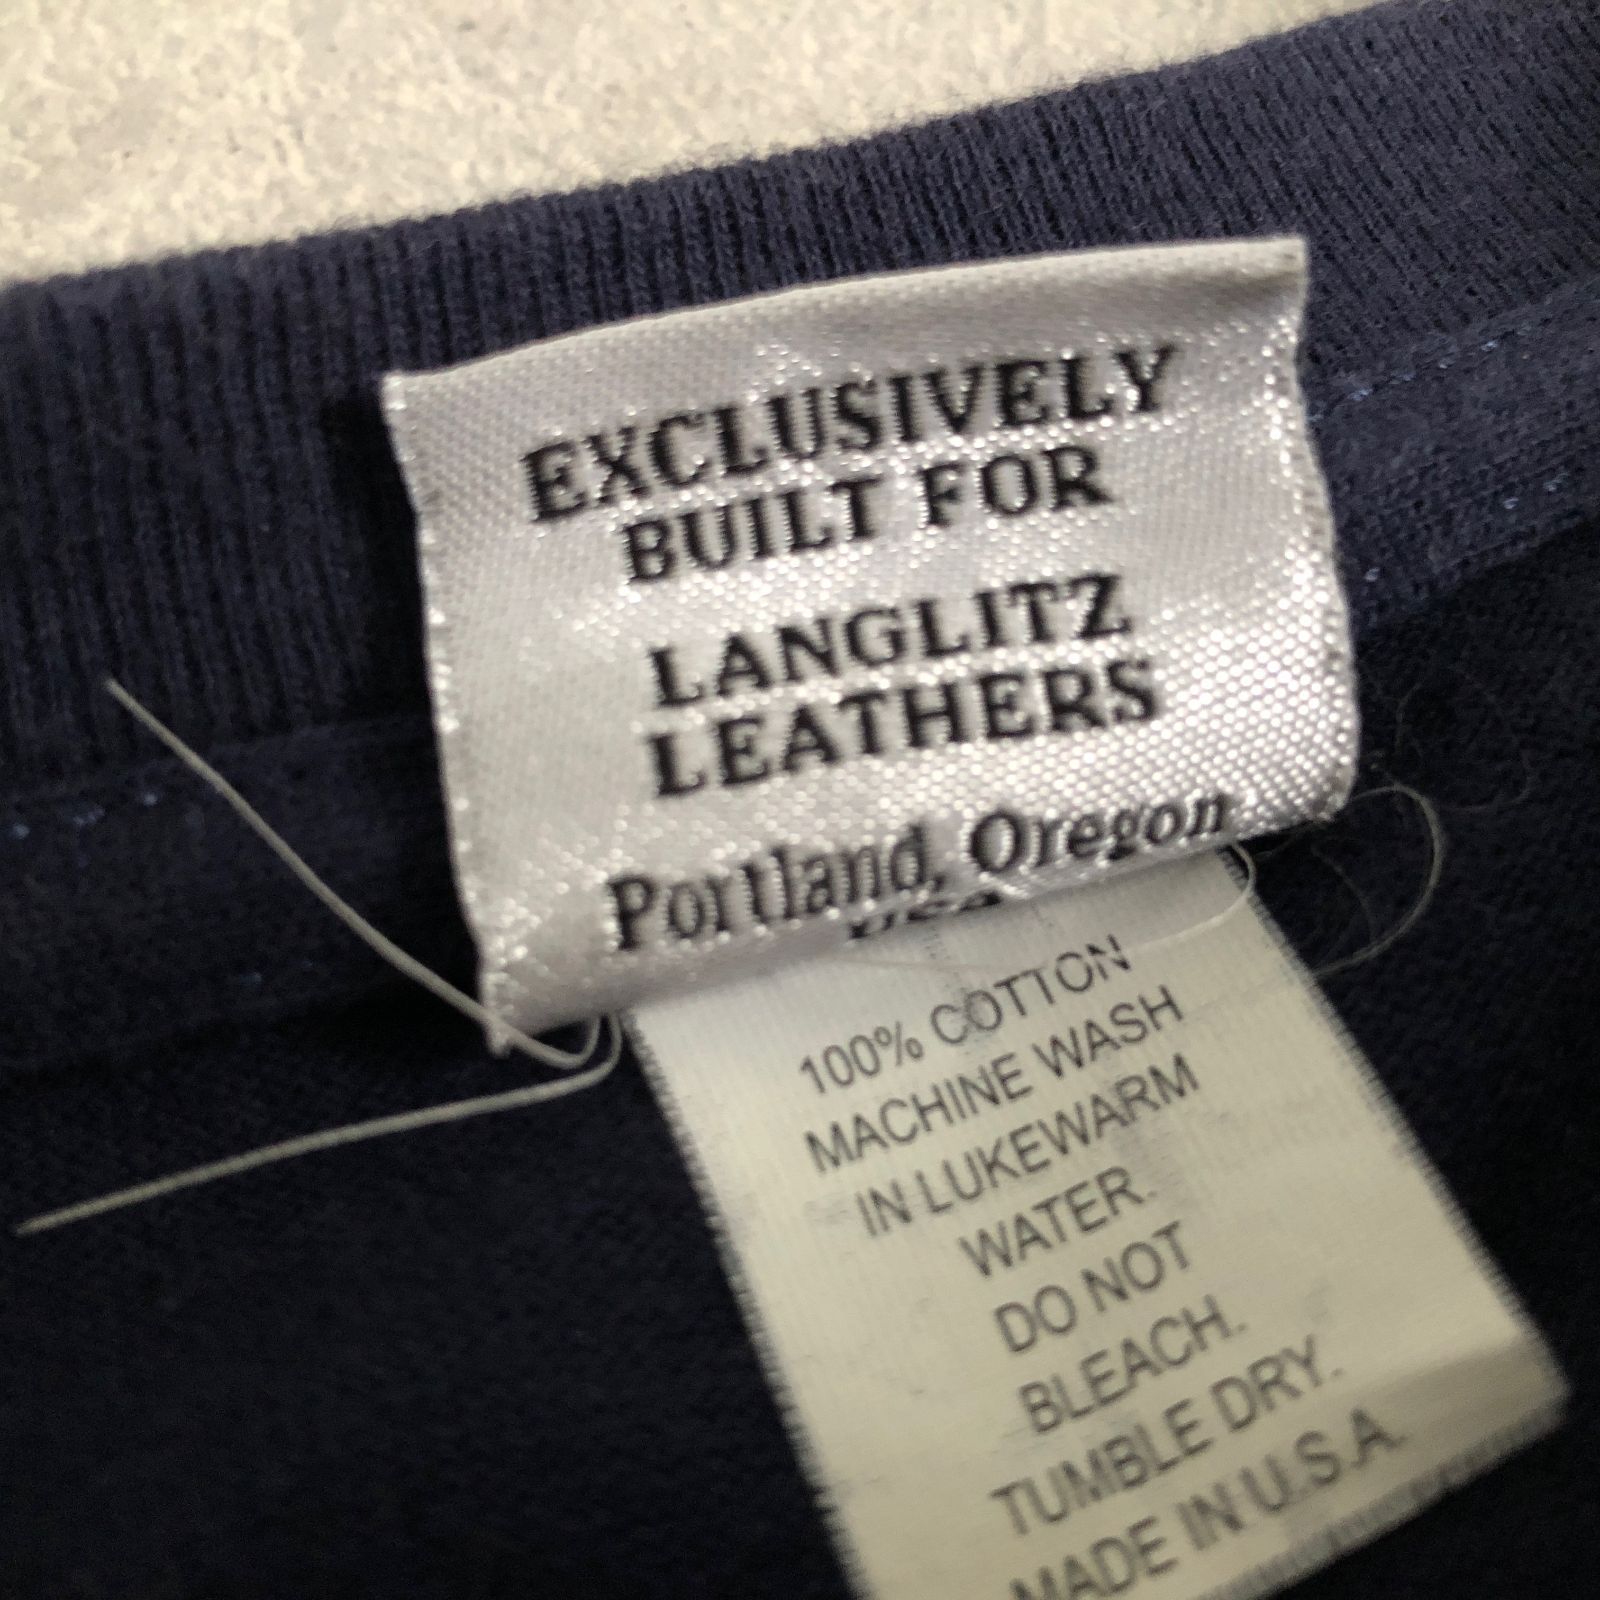 EXCLUSIVELY
BUILT FOR
LANGLITZ
LEATHERS
Portland, Oregon
USA
100% COTTON
MACHINE WASH
IN LUKEWARM
WATER.
DO NOT
BLEACH.
TUMBLE DRY.
MADE IN U.S.A.